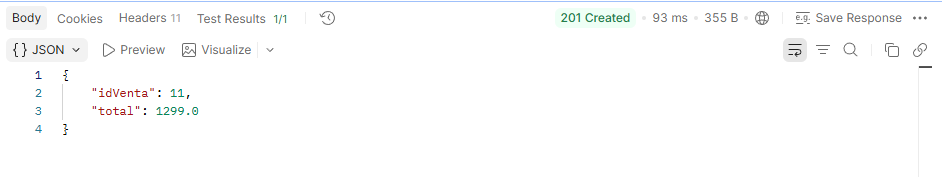 Body Cookies Headers 11 Test Results 1/1 201 Created • 93 ms • 355 B • e.g. Save Response •••
{} JSON Preview Visualize
1 {
2 "idVenta": 11,
3 "total": 1299.0
4 }